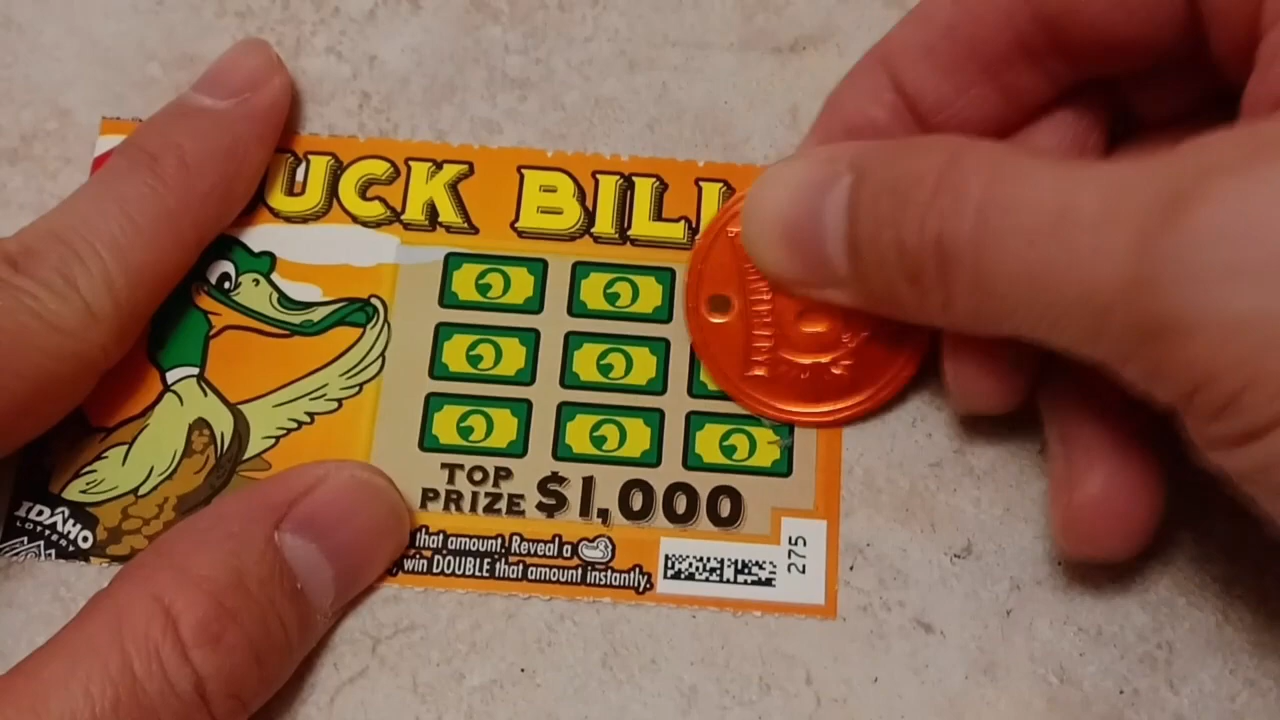 UCK BILL
TOP
PRIZE $1,000
IDAHO
LOTTERY
that amount. Reveal a
, win DOUBLE that amount instantly.
275